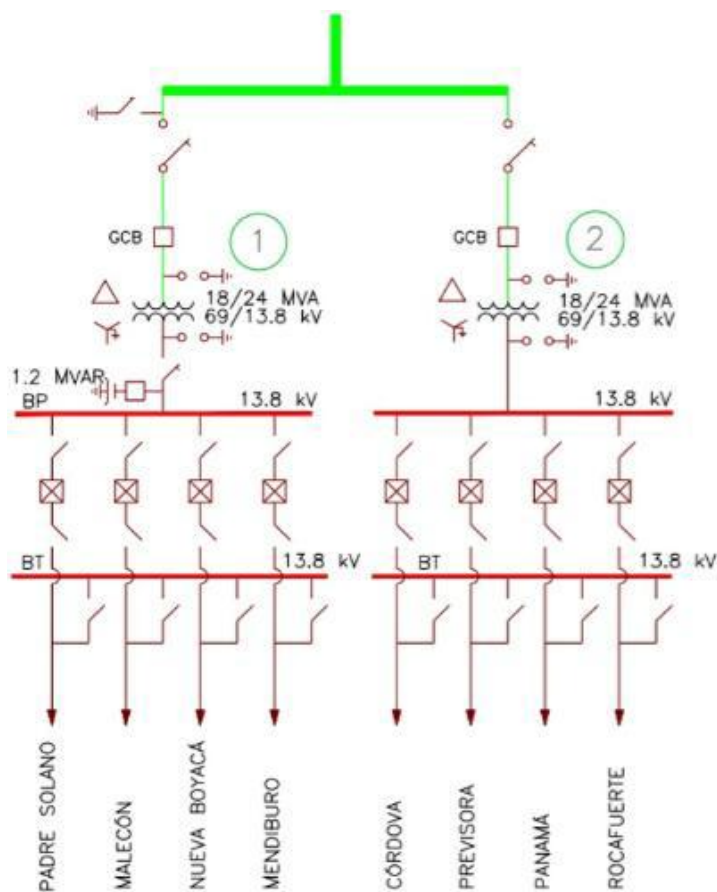 GCB
1
GCB
2
18/24 MVA
69/13.8 kV
18/24 MVA
69/13.8 kV
1.2 MVAR
BP
13.8 kV
13.8 kV
BT
13.8 kV
BT
13.8 kV
PADRE SOLANO
MALECÓN
NUEVA BOYACÁ
MENDIBURO
CÓRDOVA
PREVISORA
PANAMÁ
ROCAFUERTE